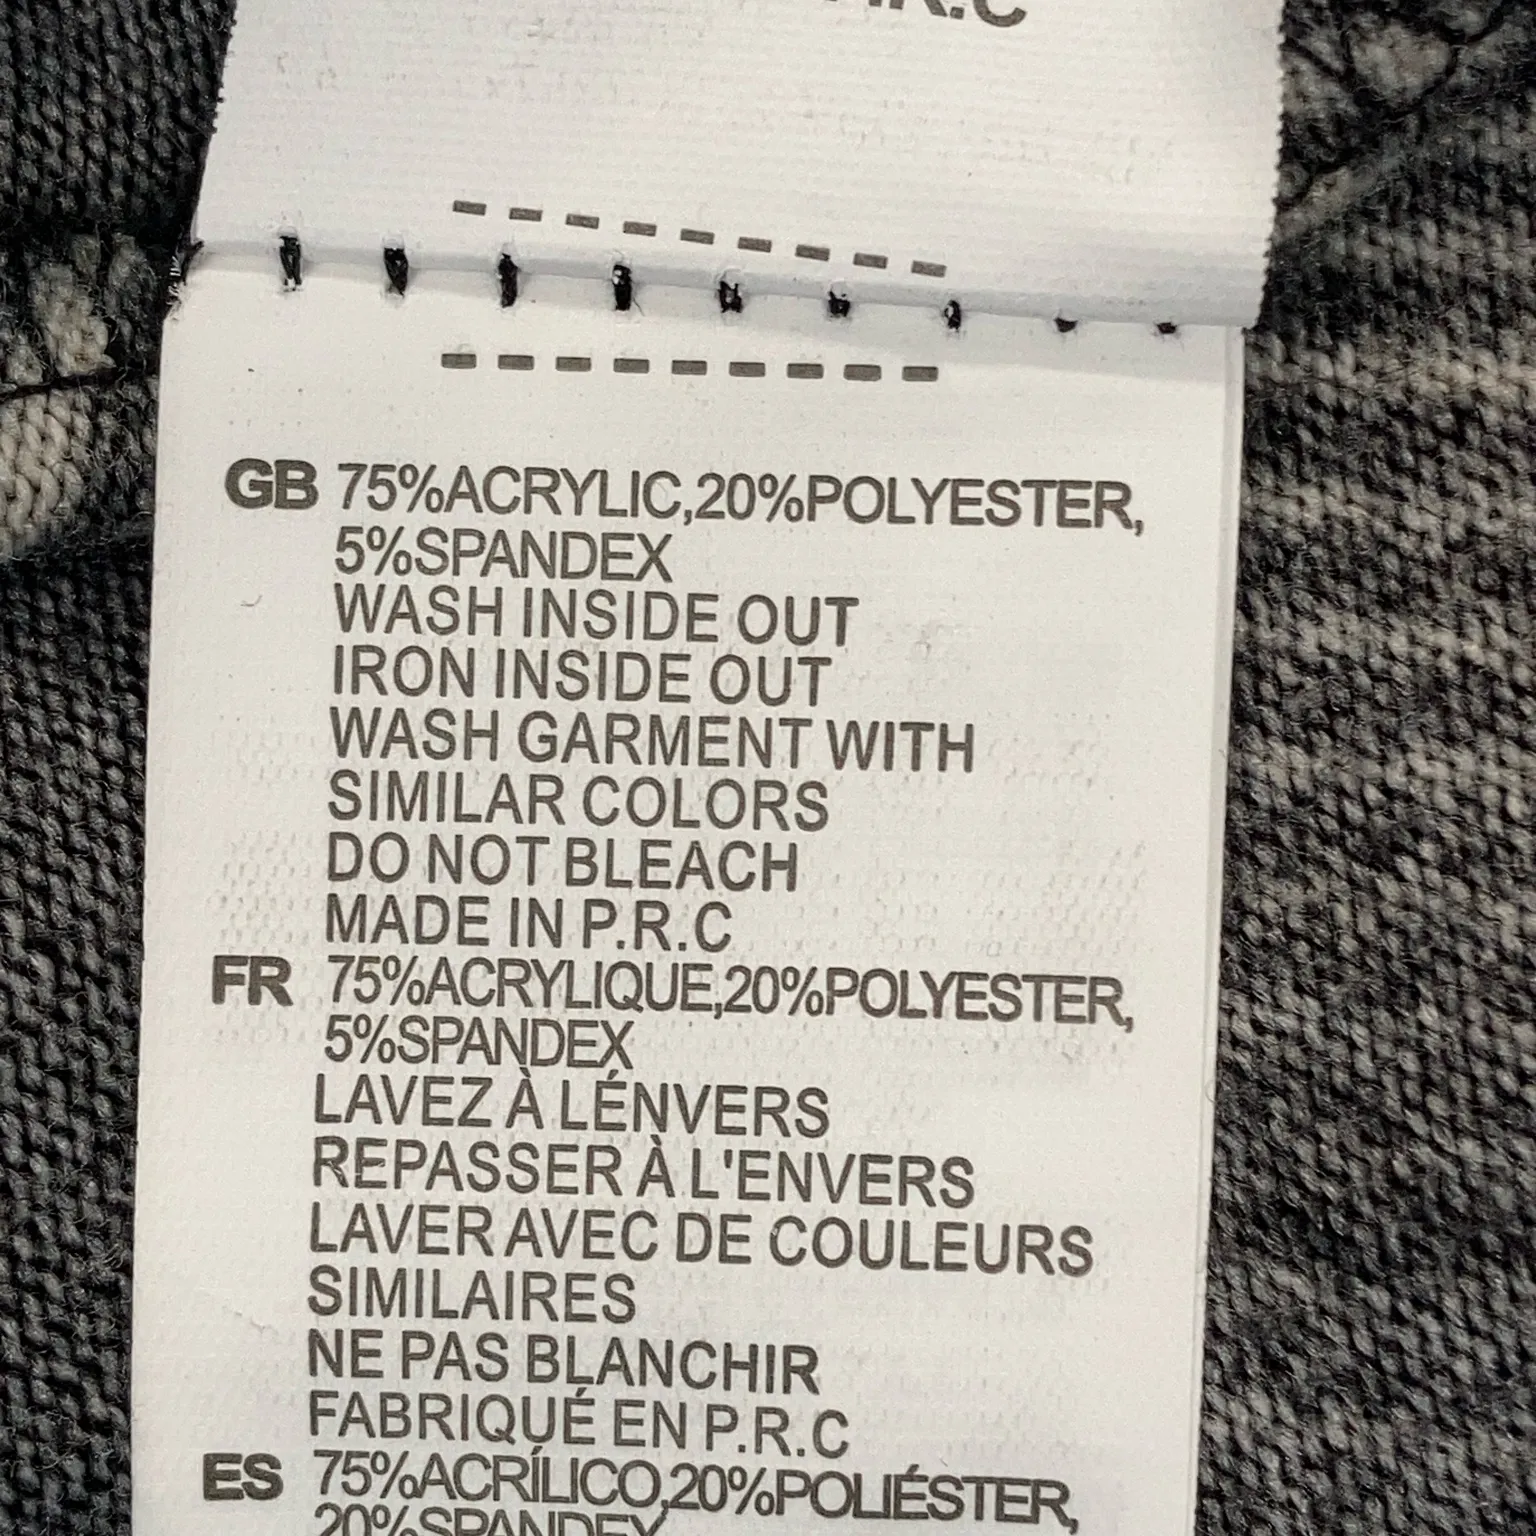 GB 75%ACRYLIC,20%POLYESTER,
5%SPANDEX
WASH INSIDE OUT
IRON INSIDE OUT
WASH GARMENT WITH
SIMILAR COLORS
DO NOT BLEACH
MADE IN P.R.C
FR 75%ACRYLIQUE,20%POLYESTER,
5%SPANDEX
LAVEZ À LÉNVERS
REPASSER À L'ENVERS
LAVER AVEC DE COULEURS
SIMILAIRES
NE PAS BLANCHIR
FABRIQUÉ EN P.R.C
ES 75%ACRÍLICO,20%POLIÉSTER,
20%SPANDEX